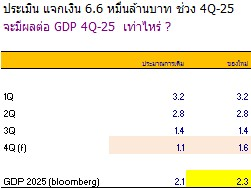 ประเมิน แจกเงิน 6.6 หมื่นล้านบาท ช่วง 4Q-25
จะมีผลต่อ GDP 4Q-25 เท่าไหร่ ?
ประมาณการเดิม ของใหม่
1Q 3.2 3.2
2Q 2.8 2.8
3Q 1.4 1.4
4Q (f) 1.1 1.6
GDP 2025 (bloomberg) 2.1 2.3